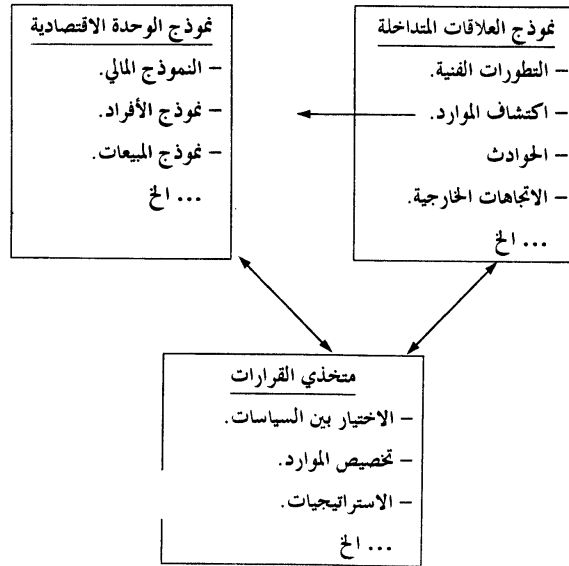 نموذج العلاقات المتداخلة
– التطورات الفنية.
– اكتشاف الموارد.
– الحوادث
– الاتجاهات الخارجية.
... الخ
نموذج الوحدة الاقتصادية
– النموذج المالي.
– نموذج الأفراد.
– نموذج المبيعات.
... الخ
متخذي القرارات
– الاختيار بين السياسات.
– تخصيص الموارد.
– الاستراتيجيات.
... الخ